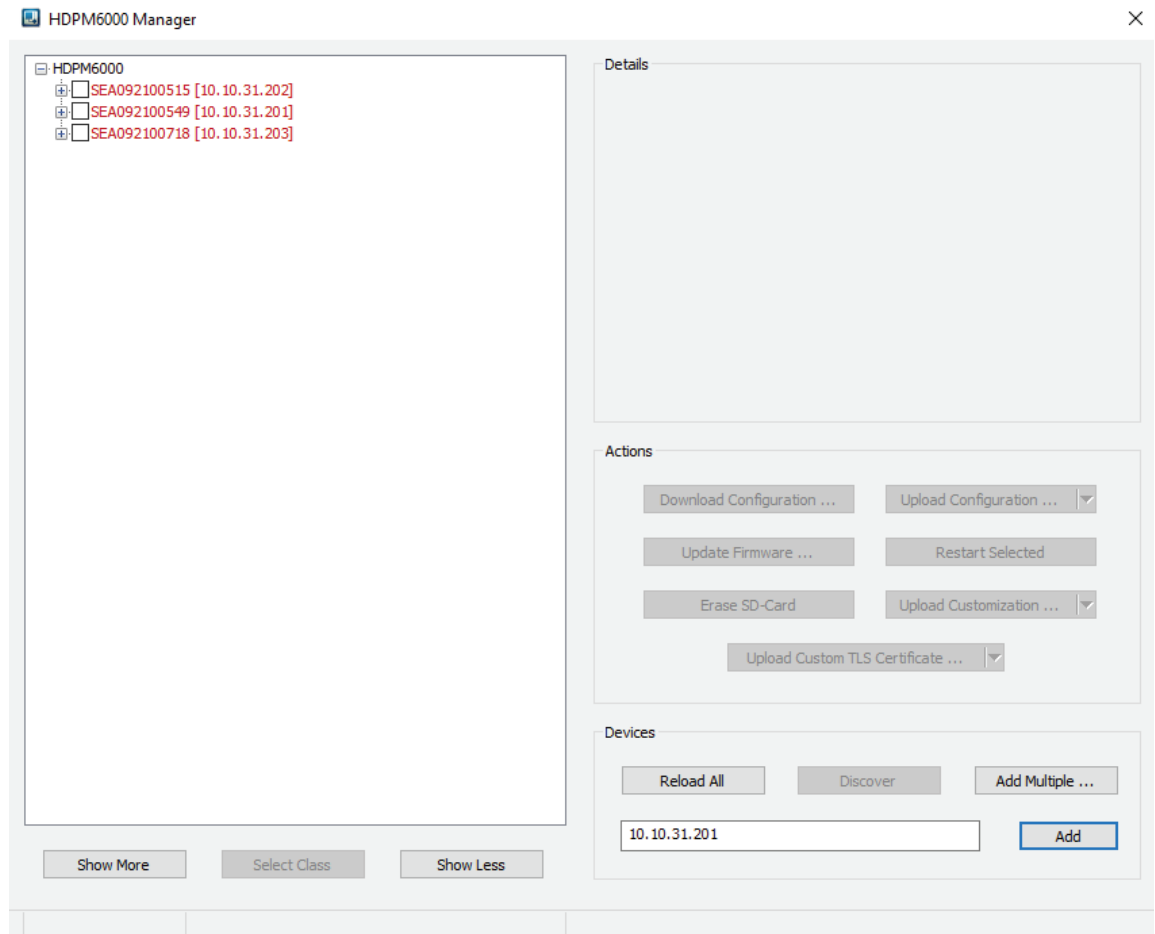 HDPM6000 Manager
HDPM6000
SEA092100515 [10.10.31.202]
SEA092100549 [10.10.31.201]
SEA092100718 [10.10.31.203]
Show More
Select Class
Show Less
Details
Actions
Download Configuration ...
Upload Configuration ...
Update Firmware ...
Restart Selected
Erase SD-Card
Upload Customization ...
Upload Custom TLS Certificate ...
Devices
Reload All
Discover
Add Multiple ...
10.10.31.201
Add